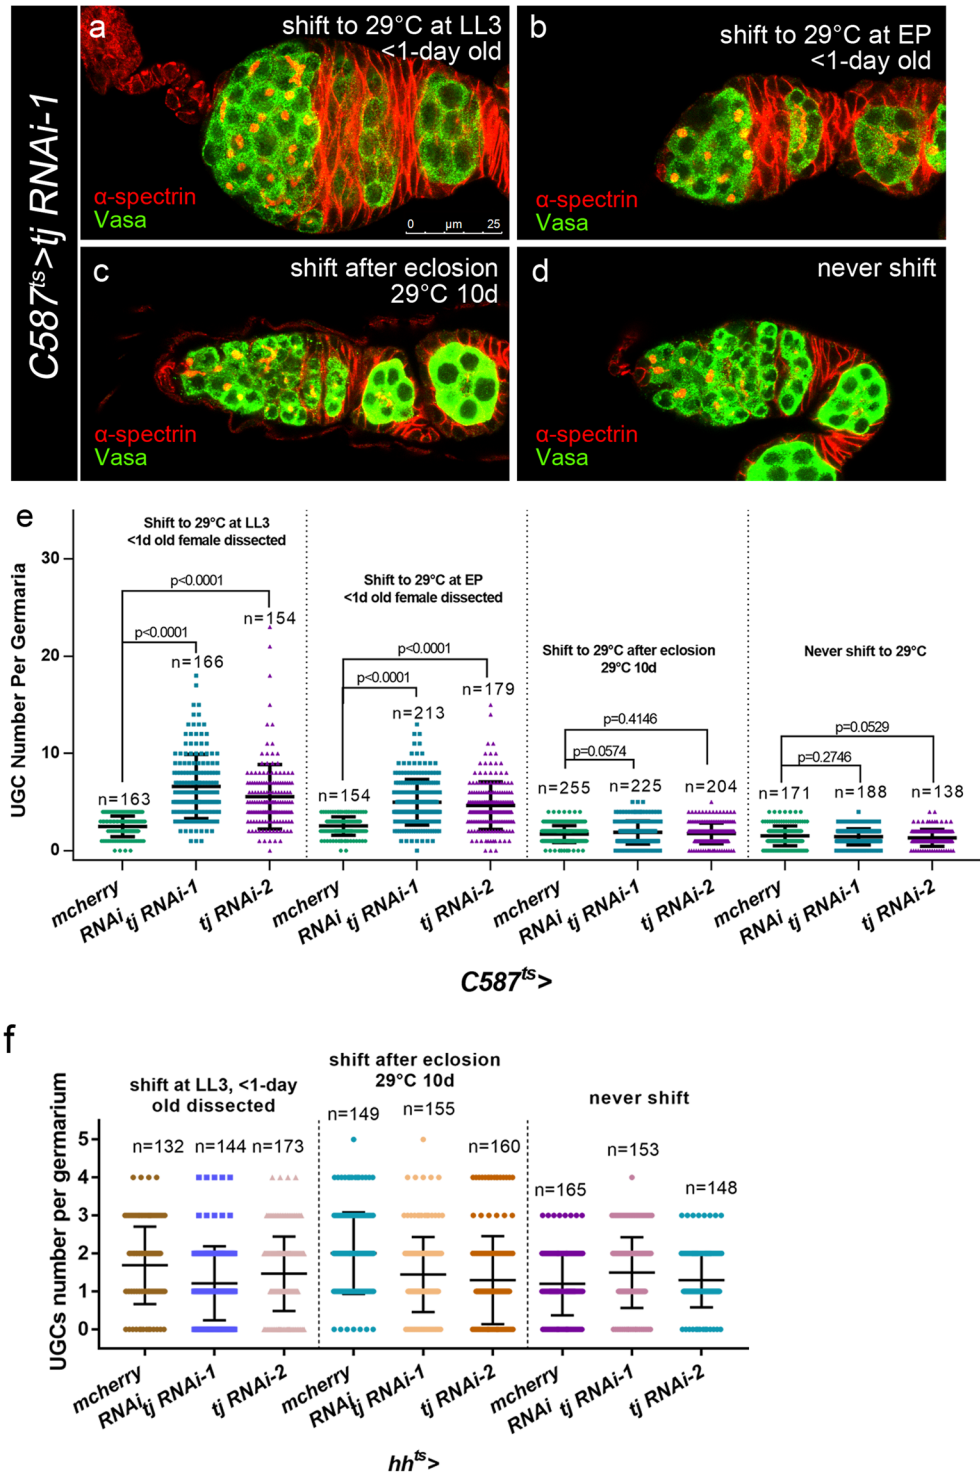 C587ts>tj RNAi-1
a
shift to 29°C at LL3
<1-day old
α-spectrin
Vasa
0 µm 25
b
shift to 29°C at EP
<1-day old
α-spectrin
Vasa
c
shift after eclosion
29°C 10d
α-spectrin
Vasa
d
never shift
α-spectrin
Vasa
e
UGC Number Per Germaria
30
20
10
0
Shift to 29°C at LL3
<1d old female dissected
p<0.0001
n=154
p<0.0001
n=166
n=163
Shift to 29°C at EP
<1d old female dissected
p<0.0001
p<0.0001
n=179
n=213
n=154
Shift to 29°C after eclosion
29°C 10d
p=0.4146
p=0.0574
n=255
n=225
n=204
Never shift to 29°C
p=0.0529
p=0.2746
n=171
n=188
n=138
mcherry
RNAi
tj RNAi-1
tj RNAi-2
mcherry
RNAi
tj RNAi-1
tj RNAi-2
mcherry
RNAi
tj RNAi-1
tj RNAi-2
mcherry
RNAi
tj RNAi-1
tj RNAi-2
C587ts>
f
UGCs number per germarium
5
4
3
2
1
0
shift at LL3, <1-day
old dissected
n=132
n=144
n=173
shift after eclosion
29°C 10d
n=149
n=155
n=160
never shift
n=165
n=153
n=148
mcherry
RNAi
tj RNAi-1
tj RNAi-2
mcherry
RNAi
tj RNAi-1
tj RNAi-2
mcherry
RNAi
tj RNAi-1
tj RNAi-2
hhts>